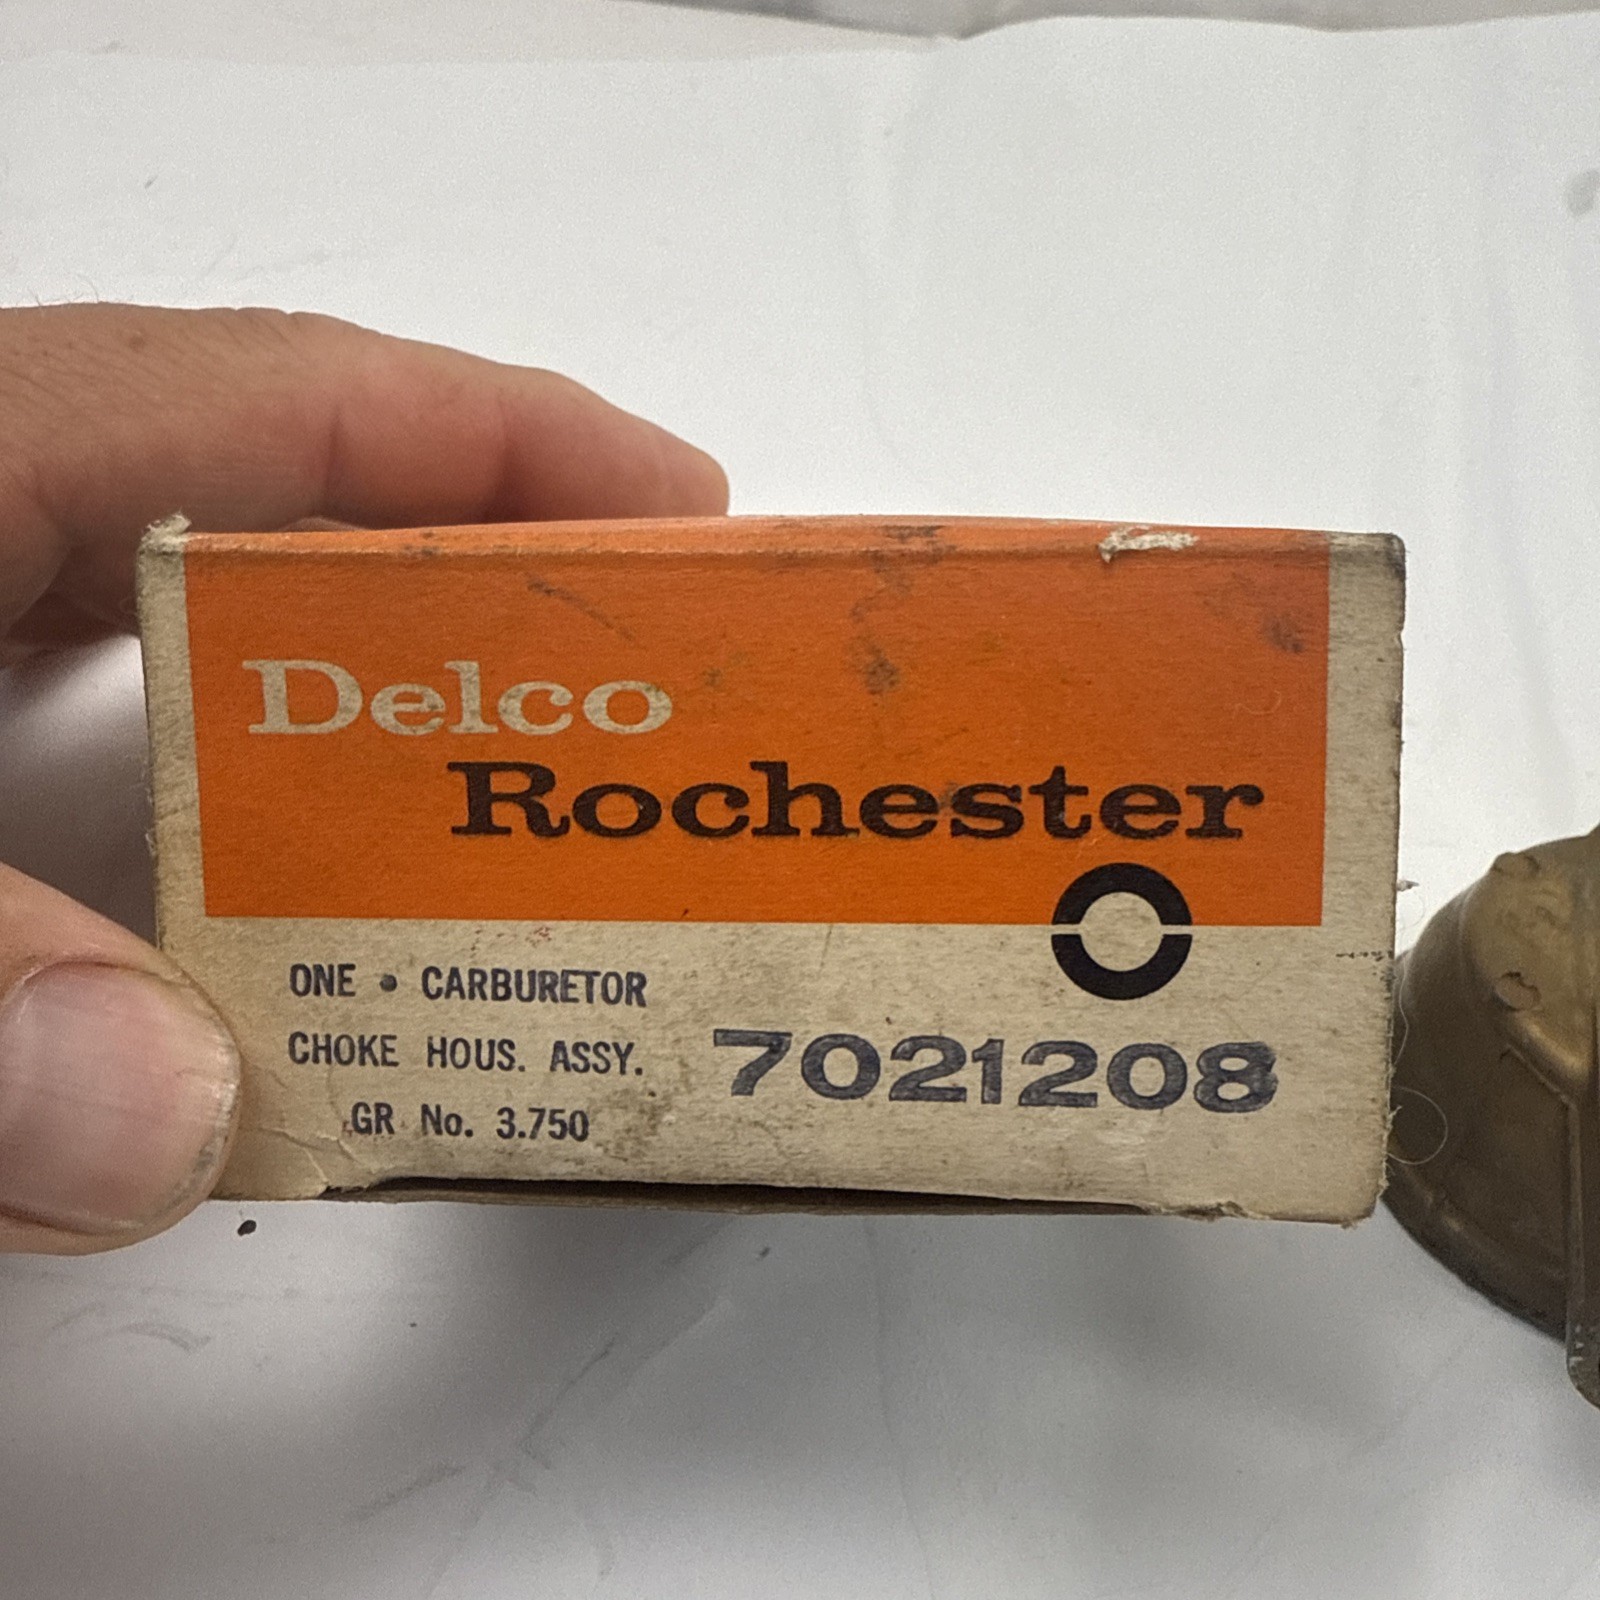 Delco
Rochester
ONE • CARBURETOR
CHOKE HOUS. ASSY.
GR No. 3.750
7021208